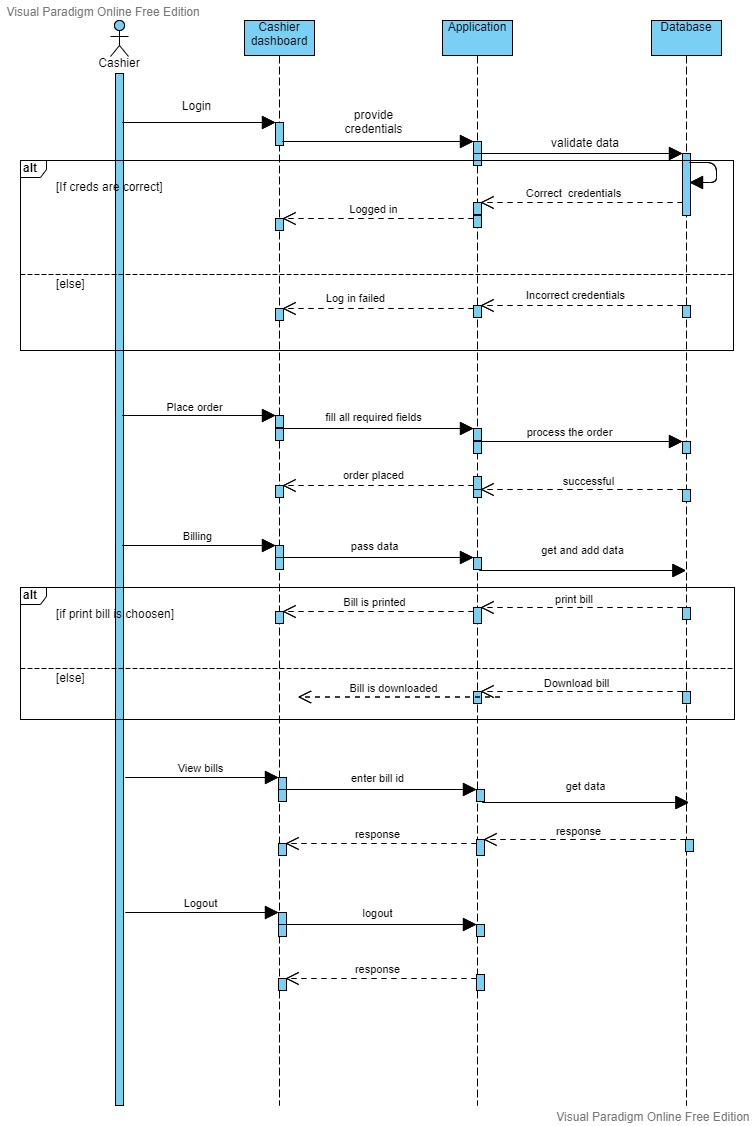 Visual Paradigm Online Free Edition
Cashier
dashboard
Application
Database
Cashier
Login
provide
credentials
validate data
alt
[If creds are correct]
Correct credentials
Logged in
[else]
Log in failed
Incorrect credentials
Place order
fill all required fields
process the order
order placed
successful
Billing
pass data
get and add data
alt
[if print bill is choosen]
Bill is printed
print bill
[else]
Bill is downloaded
Download bill
View bills
enter bill id
get data
response
response
Logout
logout
response
Visual Paradigm Online Free Edition